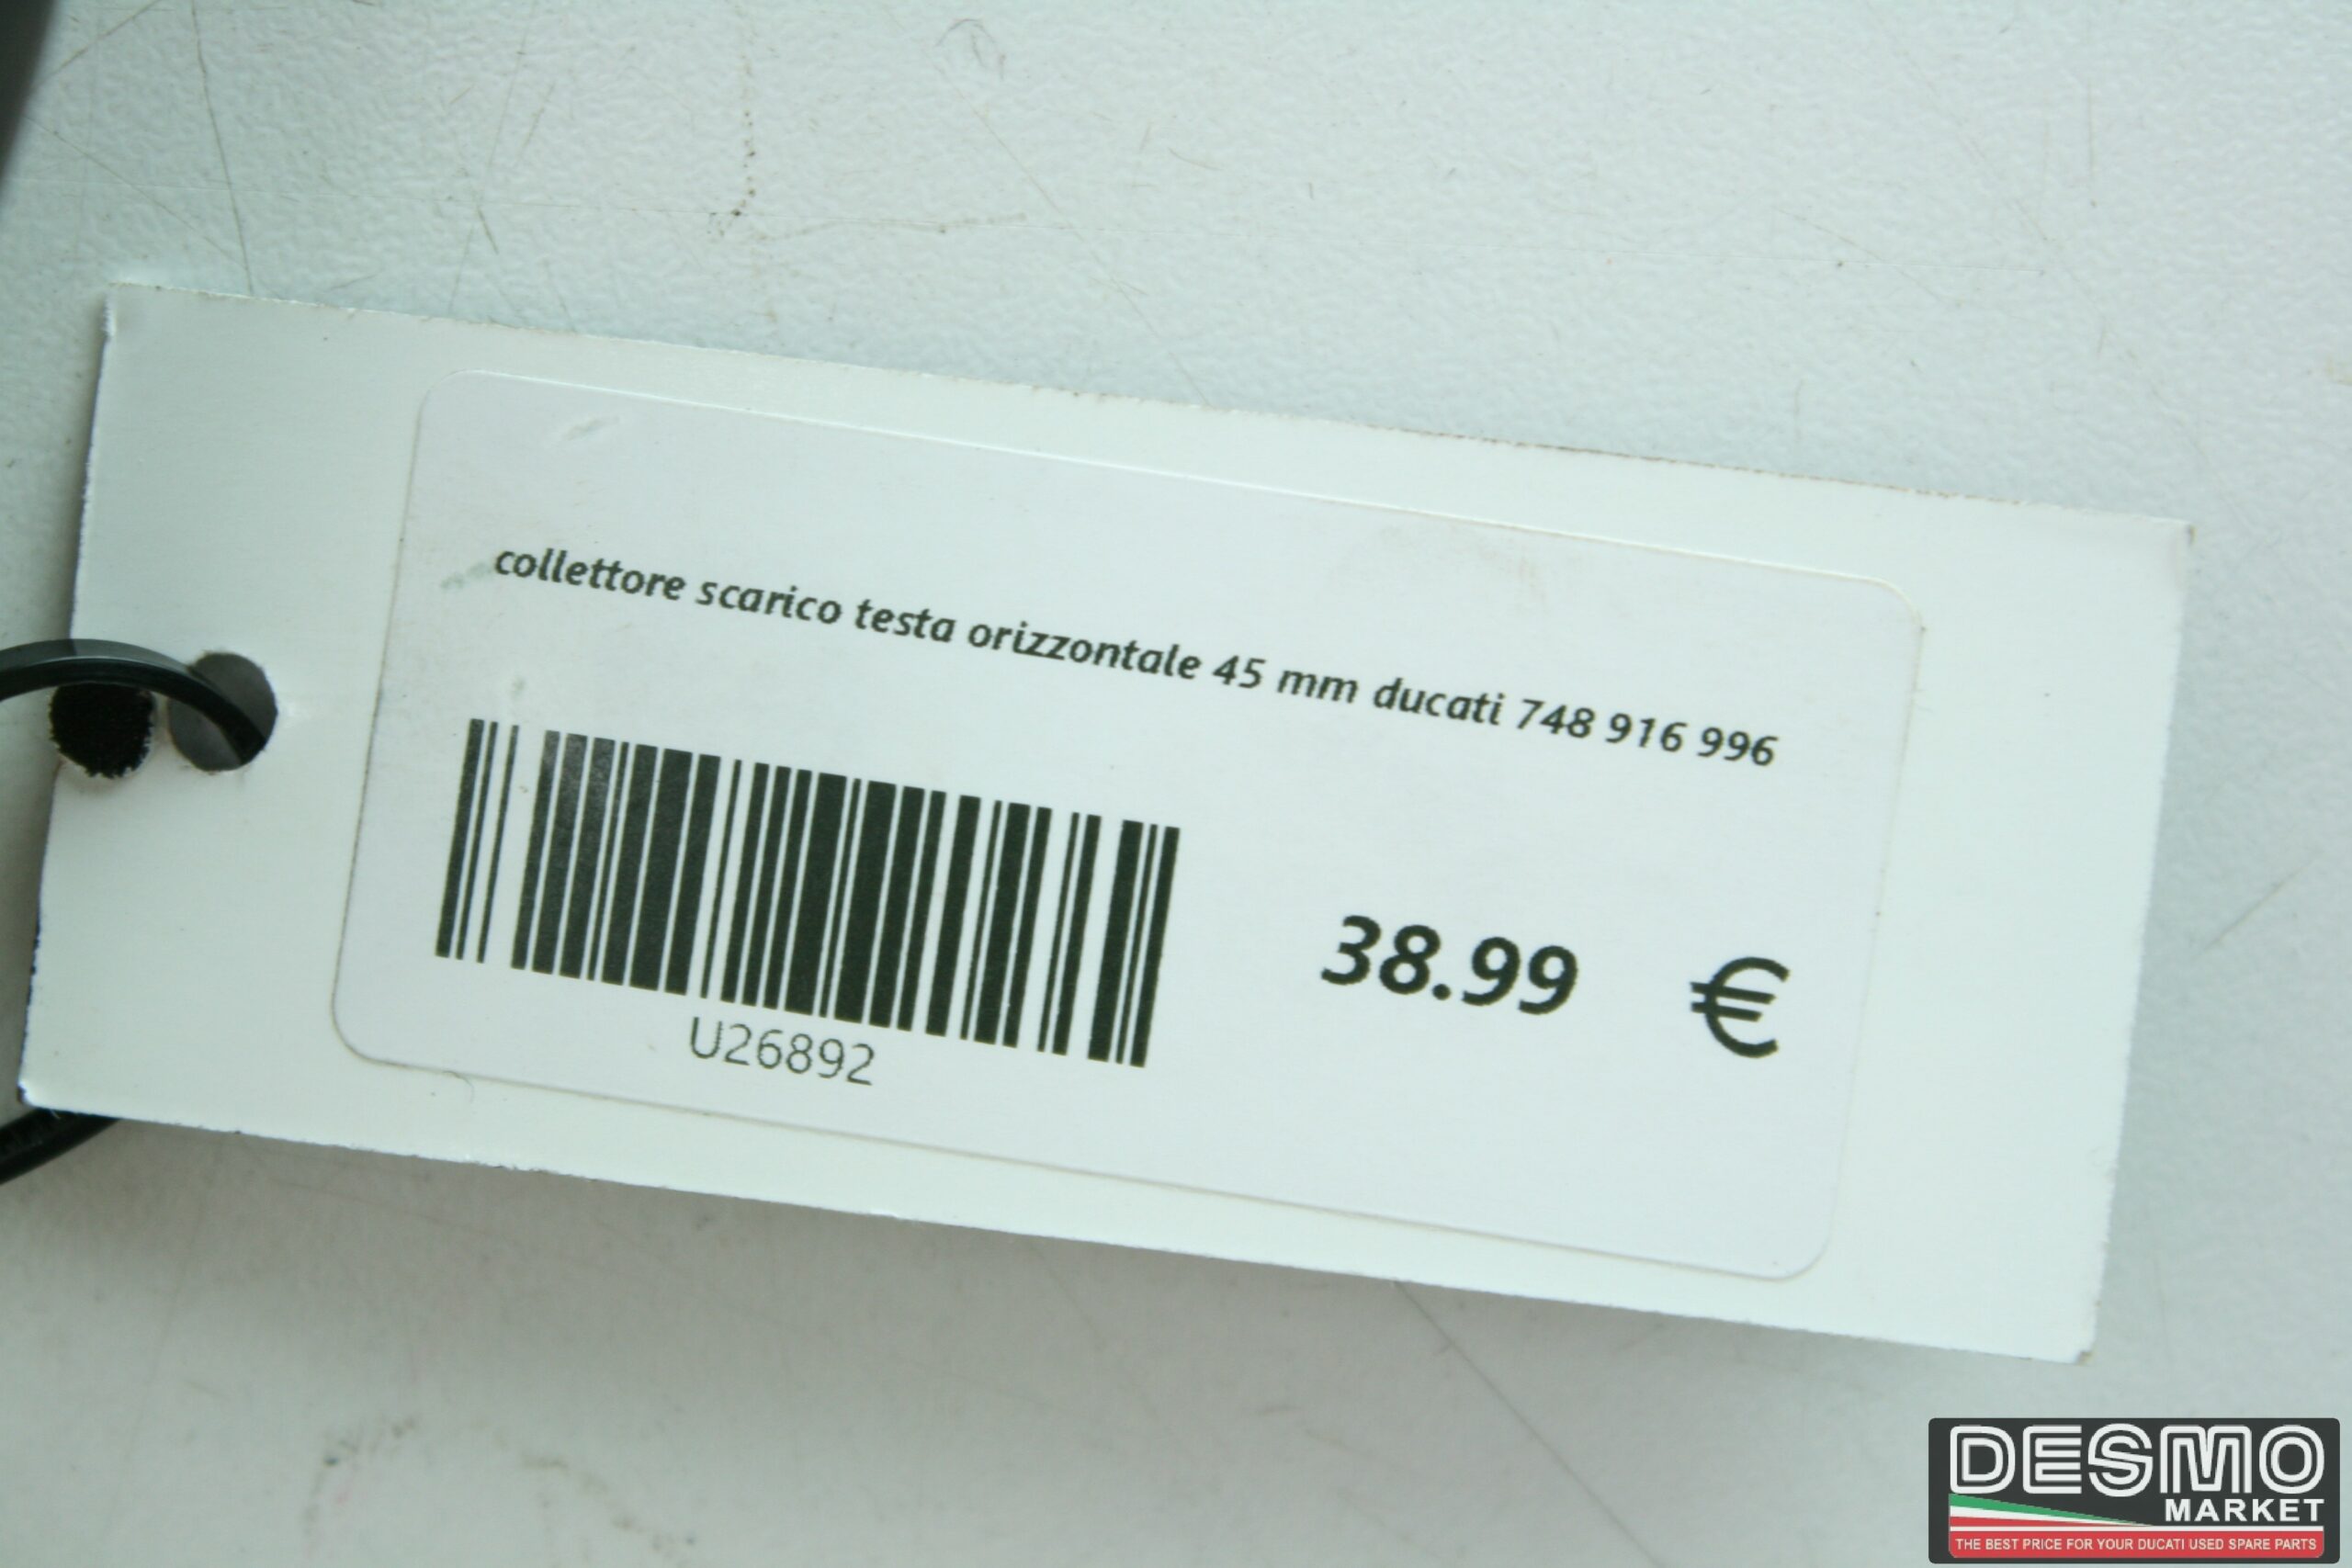 collettore scarico testa orizzontale 45 mm ducati 748 916 996
38.99 €
U26892
DESMO
MARKET
THE BEST PRICE FOR YOUR DUCATI USED SPARE PARTS